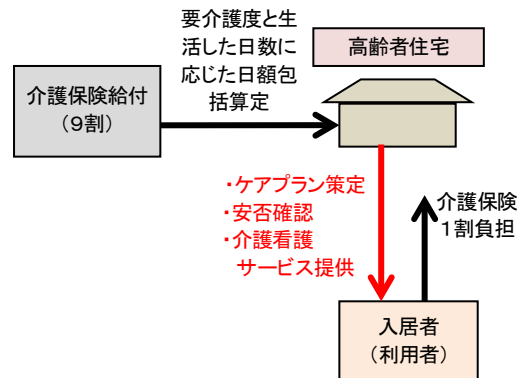 要介護度と生
活した日数に
応じた日額包
括算定
高齢者住宅
介護保険給付
（９割）
・ケアプラン策定
・安否確認
・介護看護
サービス提供
介護保険
１割負担
入居者
（利用者）